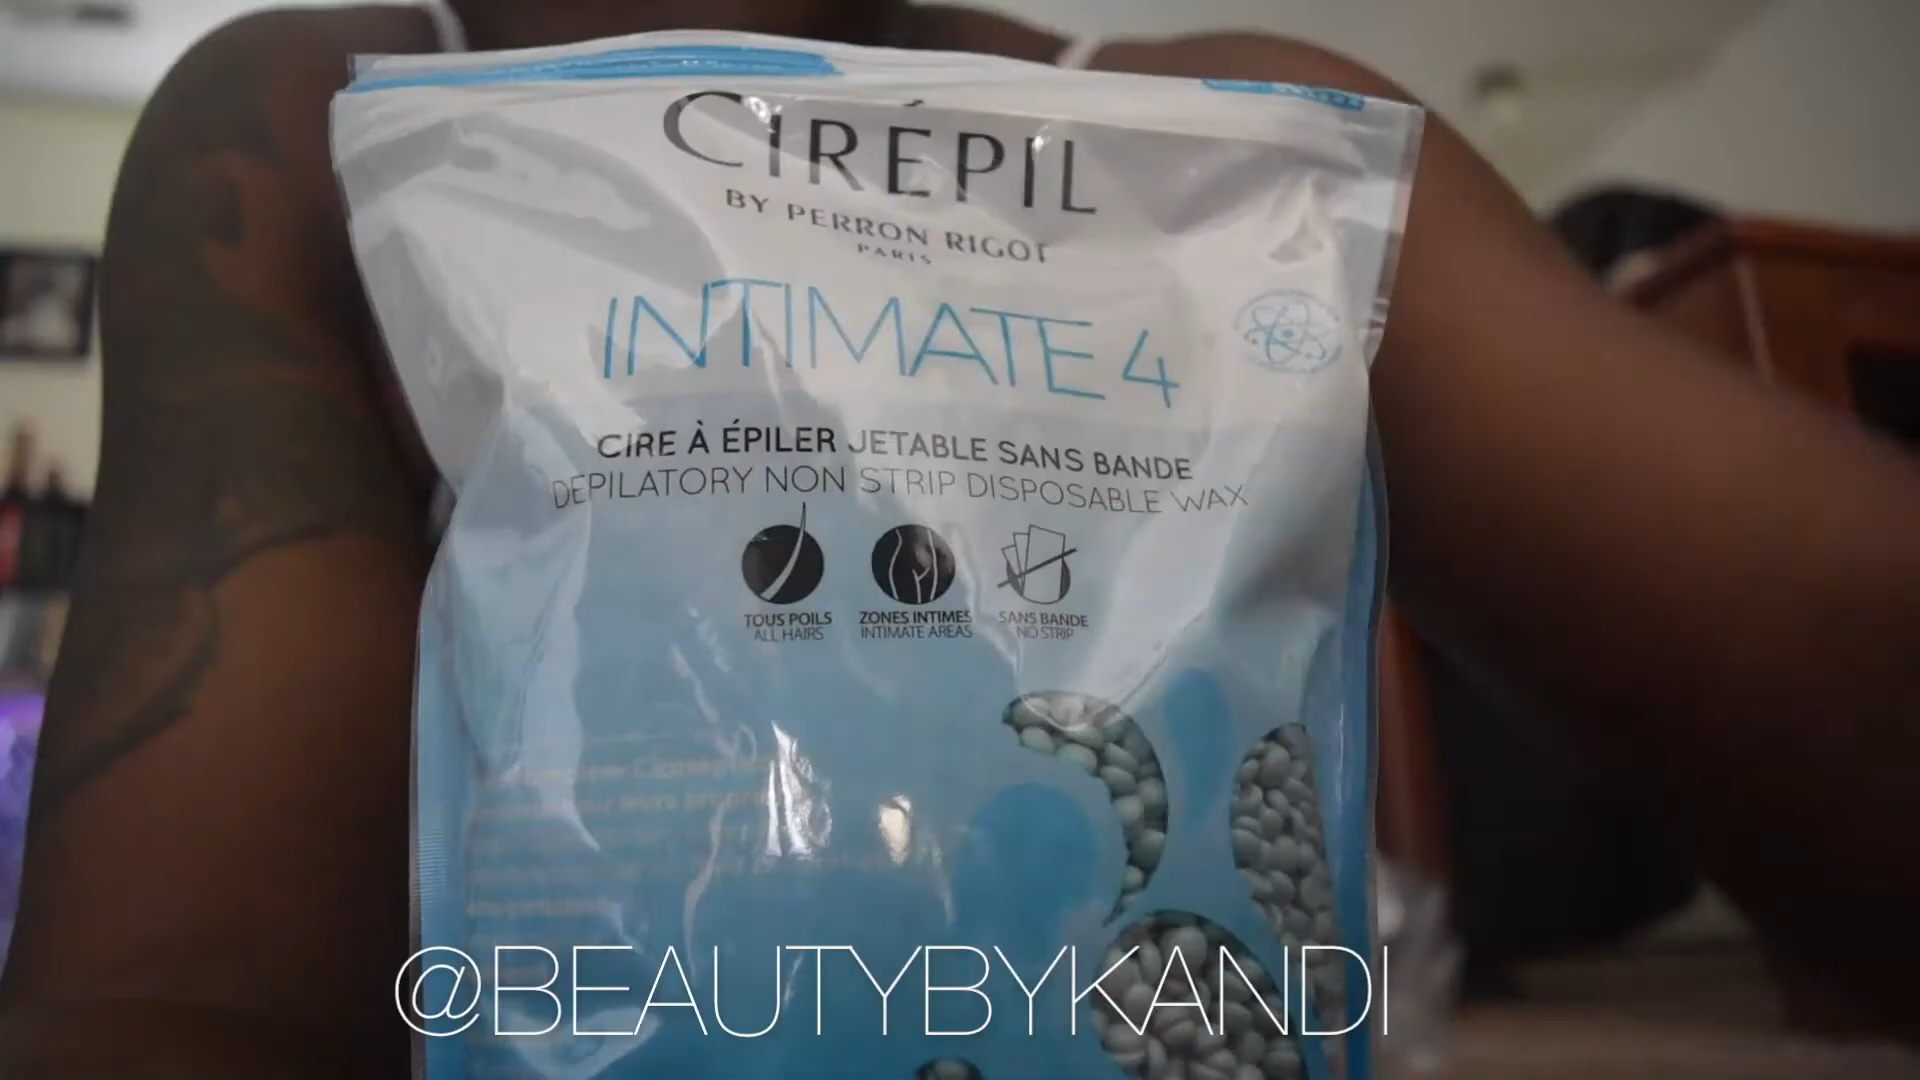 CIRÉPIL
BY PERRON RIGOT
PARIS
INTIMATE 4
CIRE À ÉPILER JETABLE SANS BANDE
DEPILATORY NON STRIP DISPOSABLE WAX
TOUS POILS
ALL HAIRS
ZONES INTIMES
INTIMATE AREAS
SANS BANDE
NO STRIP
@BEAUTYBYKANDI